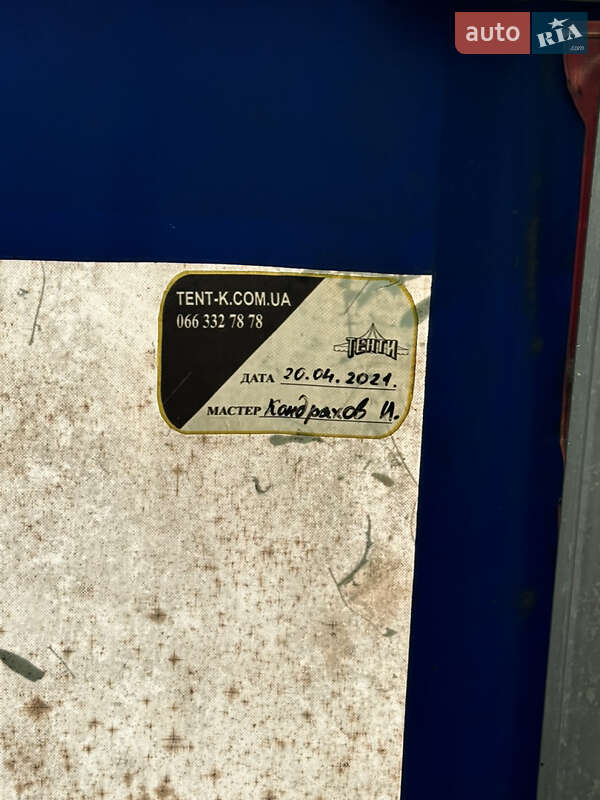 auto RIA .com
TENT-K.COM.UA
066 332 78 78
ТЕНТИ
ДАТА 20.04.2021.
МАСТЕР Кондрахов И.